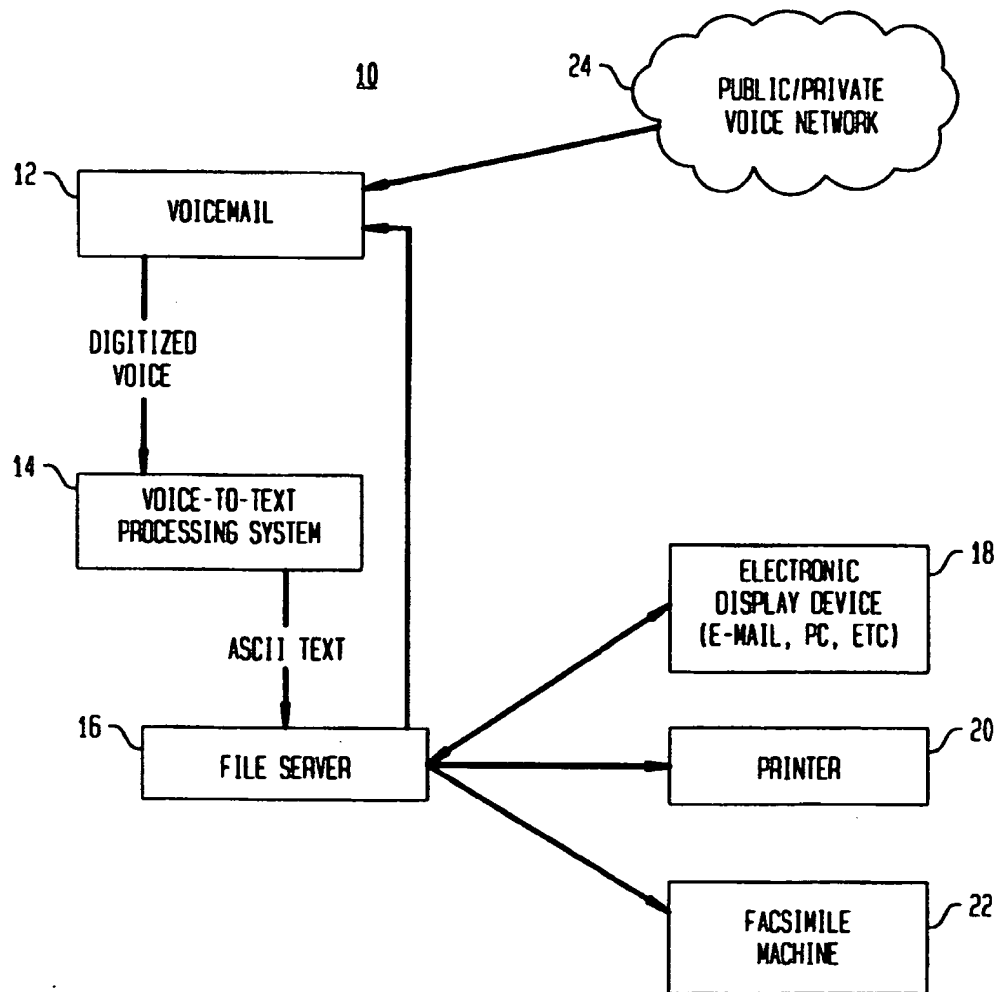 10
24
PUBLIC/PRIVATE
VOICE NETWORK
12
VOICEMAIL
DIGITIZED
VOICE
14
VOICE-TO-TEXT
PROCESSING SYSTEM
ASCII TEXT
16
FILE SERVER
18
ELECTRONIC
DISPLAY DEVICE
(E-MAIL, PC, ETC)
20
PRINTER
22
FACSIMILE
MACHINE